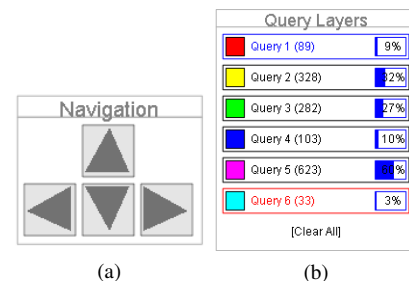 Navigation
(a)
Query Layers
Query 1 (89) 9%
Query 2 (328) 32%
Query 3 (282) 27%
Query 4 (103) 10%
Query 5 (623)
Query 6 (33) 3%
[Clear All]
(b)